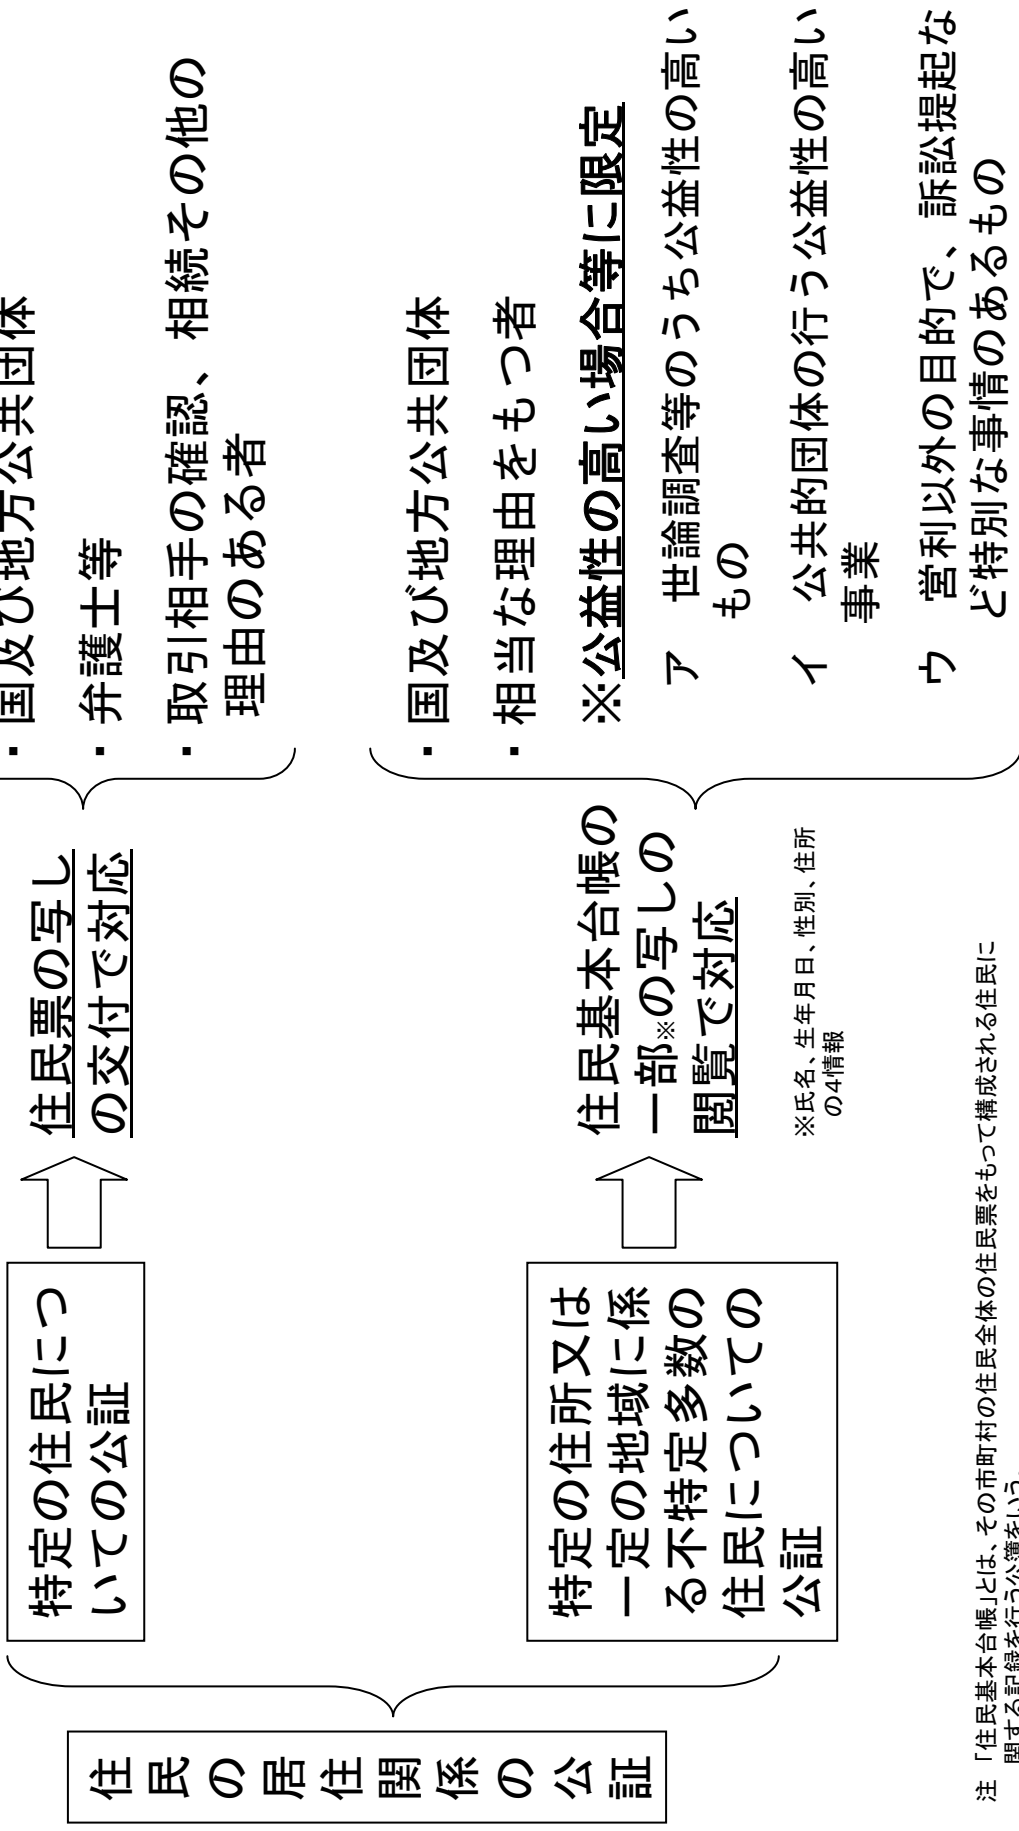 住民の居住関係の公証
特定の住民につ
いての公証
住民票の写し
の交付で対応
・国及び地方公共団体
・弁護士等
・取引相手の確認、相続その他の
理由のある者
特定の住所又は
一定の地域に係
る不特定多数の
住民についての
公証
住民基本台帳の
一部※の写しの
閲覧で対応
※氏名、生年月日、性別、住所
の4情報
・国及び地方公共団体
・相当な理由をもつ者
※公益性の高い場合等に限定
ア 世論調査等のうち公益性の高い
もの
イ 公共的団体の行う公益性の高い
事業
ウ 営利以外の目的で、訴訟提起な
ど特別な事情のあるもの
注 「住民基本台帳」とは、その市町村の住民全体の住民票をもって構成される住民に
関する記録を行う公簿をいう。